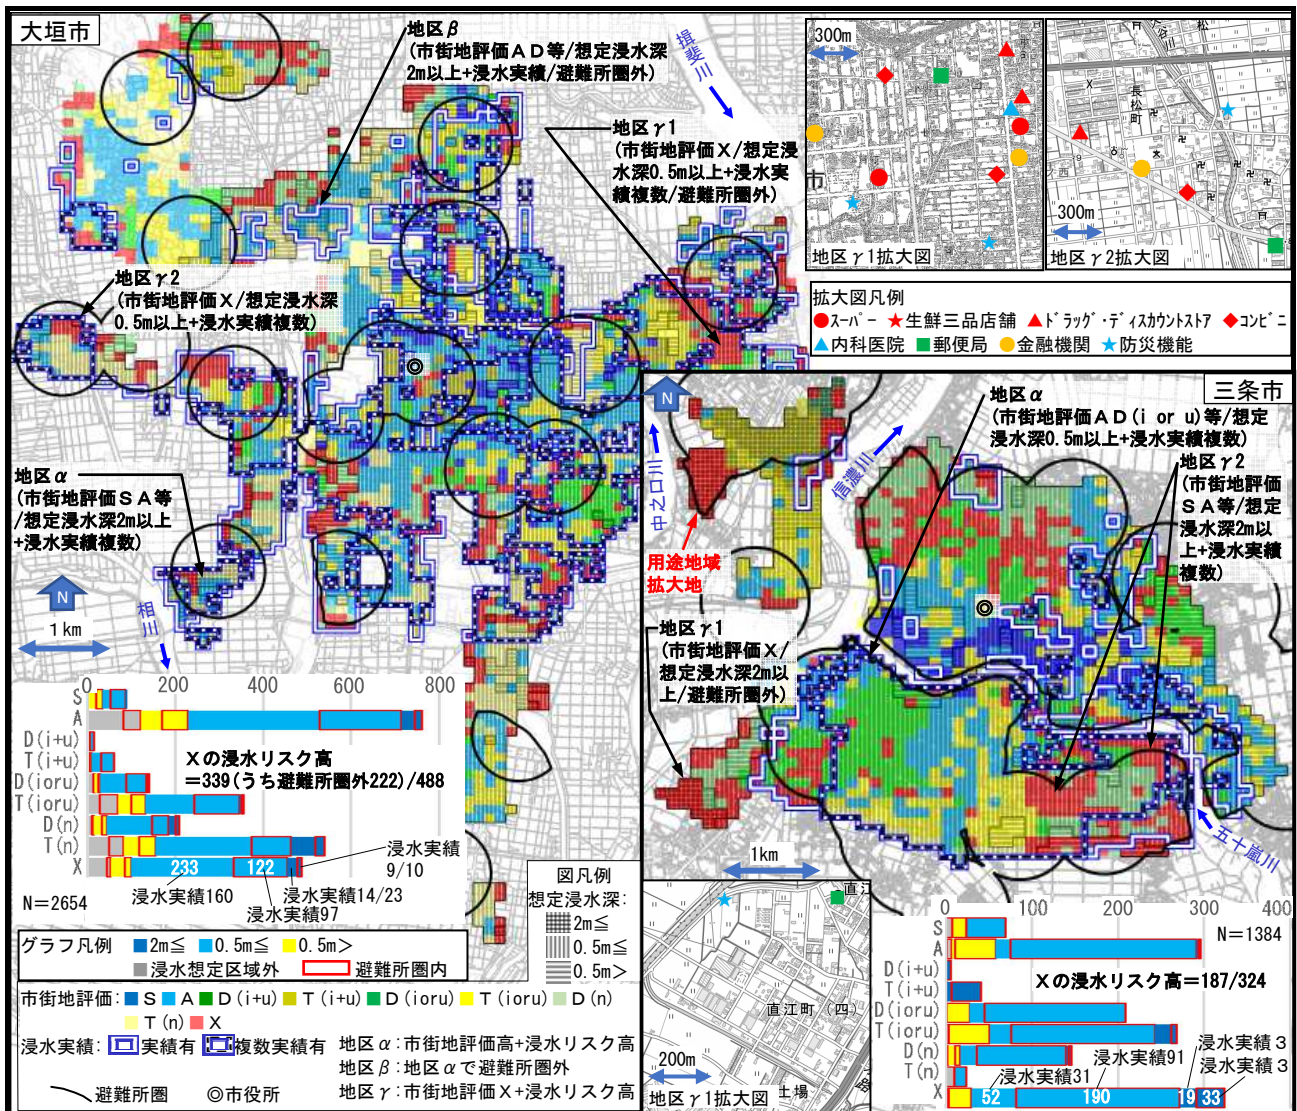 大垣市
地区β
(市街地評価ＡＤ等/想定浸水深
2m以上+浸水実績/避難所圏外)
揖斐川
地区γ1
(市街地評価Ｘ/想定浸
水深0.5m以上+浸水実
績複数/避難所圏外)
地区γ2
(市街地評価Ｘ/想定浸水深
0.5m以上+浸水実績複数)
地区α
(市街地評価ＳＡ等
/想定浸水深2m以上
+浸水実績複数)
N
1km
300m
市
地区γ1拡大図
長松町
300m
地区γ2拡大図
拡大図凡例
スーパー 生鮮三品店舗 ドラッグ・ディスカウントストア コンビニ
内科医院 郵便局 金融機関 防災機能
三条市
N
地区α
(市街地評価ＡＤ(i or u)等/想定
浸水深0.5m以上+浸水実績複数)
地区γ2
(市街地評価
ＳＡ等/想定
浸水深2m以
上+浸水実績
複数)
中之口川
信濃川
用途地域
拡大地
地区γ1
(市街地評価Ｘ/
想定浸水深2m以
上/避難所圏外)
五十嵐川
1km
0 200 400 600 800
S
A
D(i+u)
T(i+u)
D(ioru)
T(ioru)
D(n)
T(n)
X
Ｘの浸水リスク高
＝339(うち避難所圏外222)/488
233 122
浸水実績
9/10
浸水実績160
浸水実績14/23
浸水実績97
N=2654
グラフ凡例 2m≦ 0.5m≦ 0.5m>
浸水想定区域外 避難所圏内
図凡例
想定浸水深:
2m≦
0.5m≦
0.5m>
市街地評価: S A D(i+u) T(i+u) D(ioru) T(ioru) D(n)
T(n) X
浸水実績: 実績有 複数実績有
避難所圏 市役所
地区α:市街地評価高+浸水リスク高
地区β:地区αで避難所圏外
地区γ:市街地評価Ｘ+浸水リスク高
直江
直江町(四)
200m
土場
地区γ1拡大図
0 100 200 300 400
S
A
D(i+u)
T(i+u)
D(ioru)
T(ioru)
D(n)
T(n)
X
N=1384
Ｘの浸水リスク高＝187/324
浸水実績３
浸水実績91
浸水実績３
浸水実績31
52 190 19 33